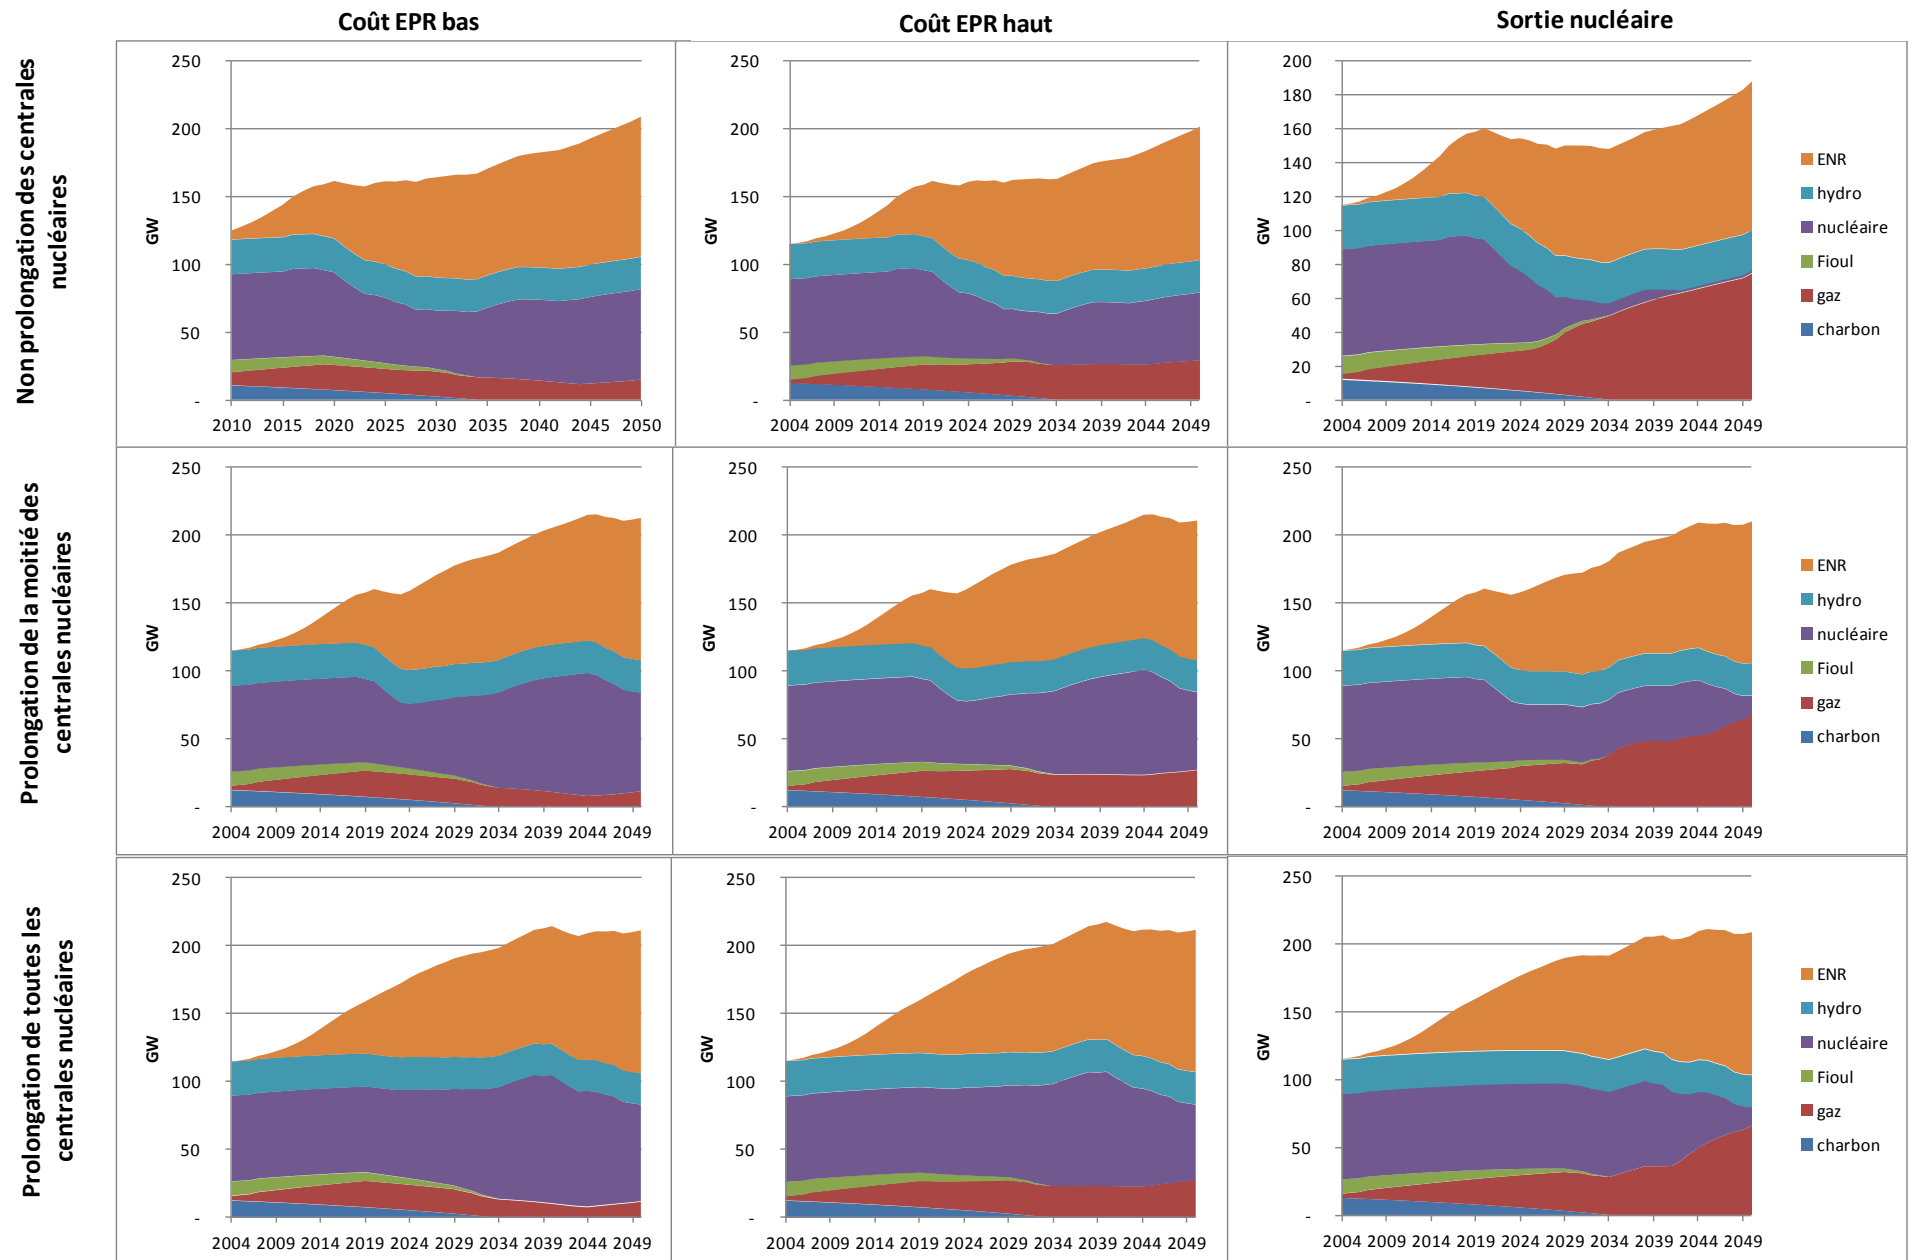 Coût EPR bas
Coût EPR haut
Sortie nucléaire
Non prolongation des centrales
nucléaires
250
200
150
100
50
-
GW
2010 2015 2020 2025 2030 2035 2040 2045 2050
250
200
150
100
50
-
GW
2004 2009 2014 2019 2024 2029 2034 2039 2044 2049
200
180
160
140
120
100
80
60
40
20
-
GW
2004 2009 2014 2019 2024 2029 2034 2039 2044 2049
ENR
hydro
nucléaire
Fioul
gaz
charbon
Prolongation de la moitié des
centrales nucléaires
250
200
150
100
50
-
GW
2004 2009 2014 2019 2024 2029 2034 2039 2044 2049
250
200
150
100
50
-
GW
2004 2009 2014 2019 2024 2029 2034 2039 2044 2049
250
200
150
100
50
-
GW
2004 2009 2014 2019 2024 2029 2034 2039 2044 2049
ENR
hydro
nucléaire
Fioul
gaz
charbon
Prolongation de toutes les
centrales nucléaires
250
200
150
100
50
-
GW
2004 2009 2014 2019 2024 2029 2034 2039 2044 2049
250
200
150
100
50
-
GW
2004 2009 2014 2019 2024 2029 2034 2039 2044 2049
250
200
150
100
50
-
GW
2004 2009 2014 2019 2024 2029 2034 2039 2044 2049
ENR
hydro
nucléaire
Fioul
gaz
charbon